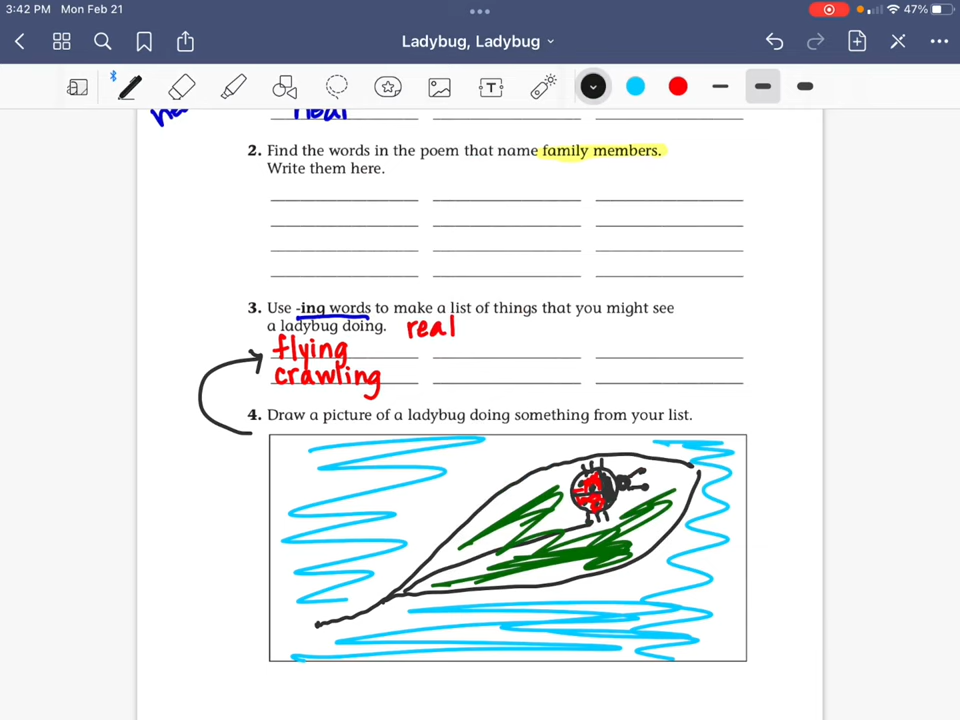 3:42 PM Mon Feb 21
47%
Ladybug, Ladybug
T
2. Find the words in the poem that name family members.
Write them here.
3. Use -ing words to make a list of things that you might see
a ladybug doing. real
flying
crawling
4. Draw a picture of a ladybug doing something from your list.